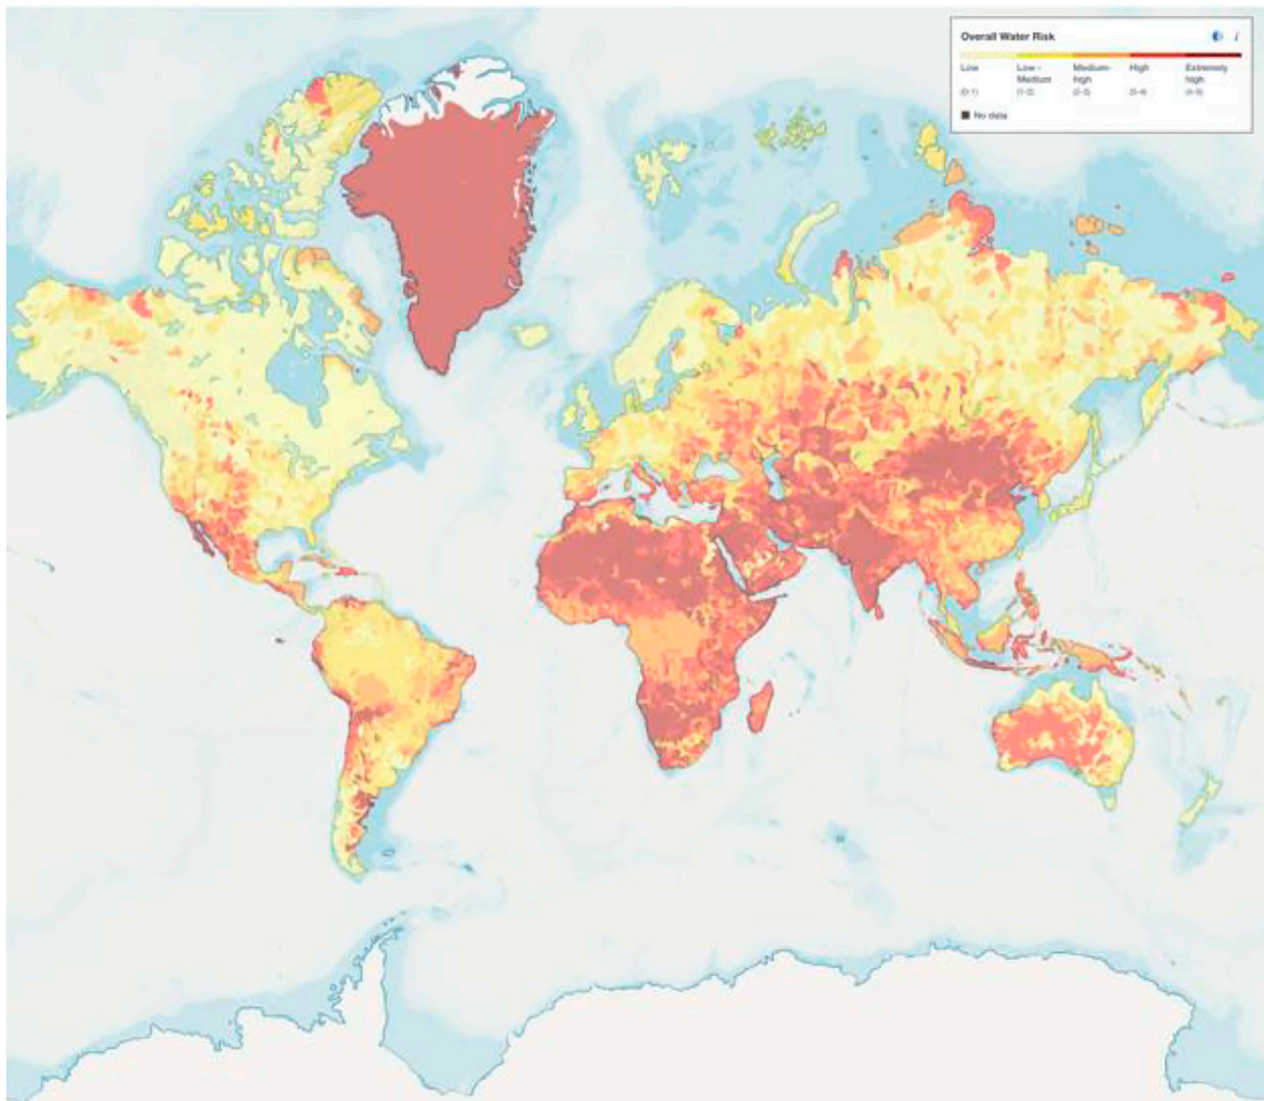 Overall Water Risk
Low Low - Medium- High Extremely
Medium high high
(0-1) (1-2) (2-3) (3-4) (4-5)
No data